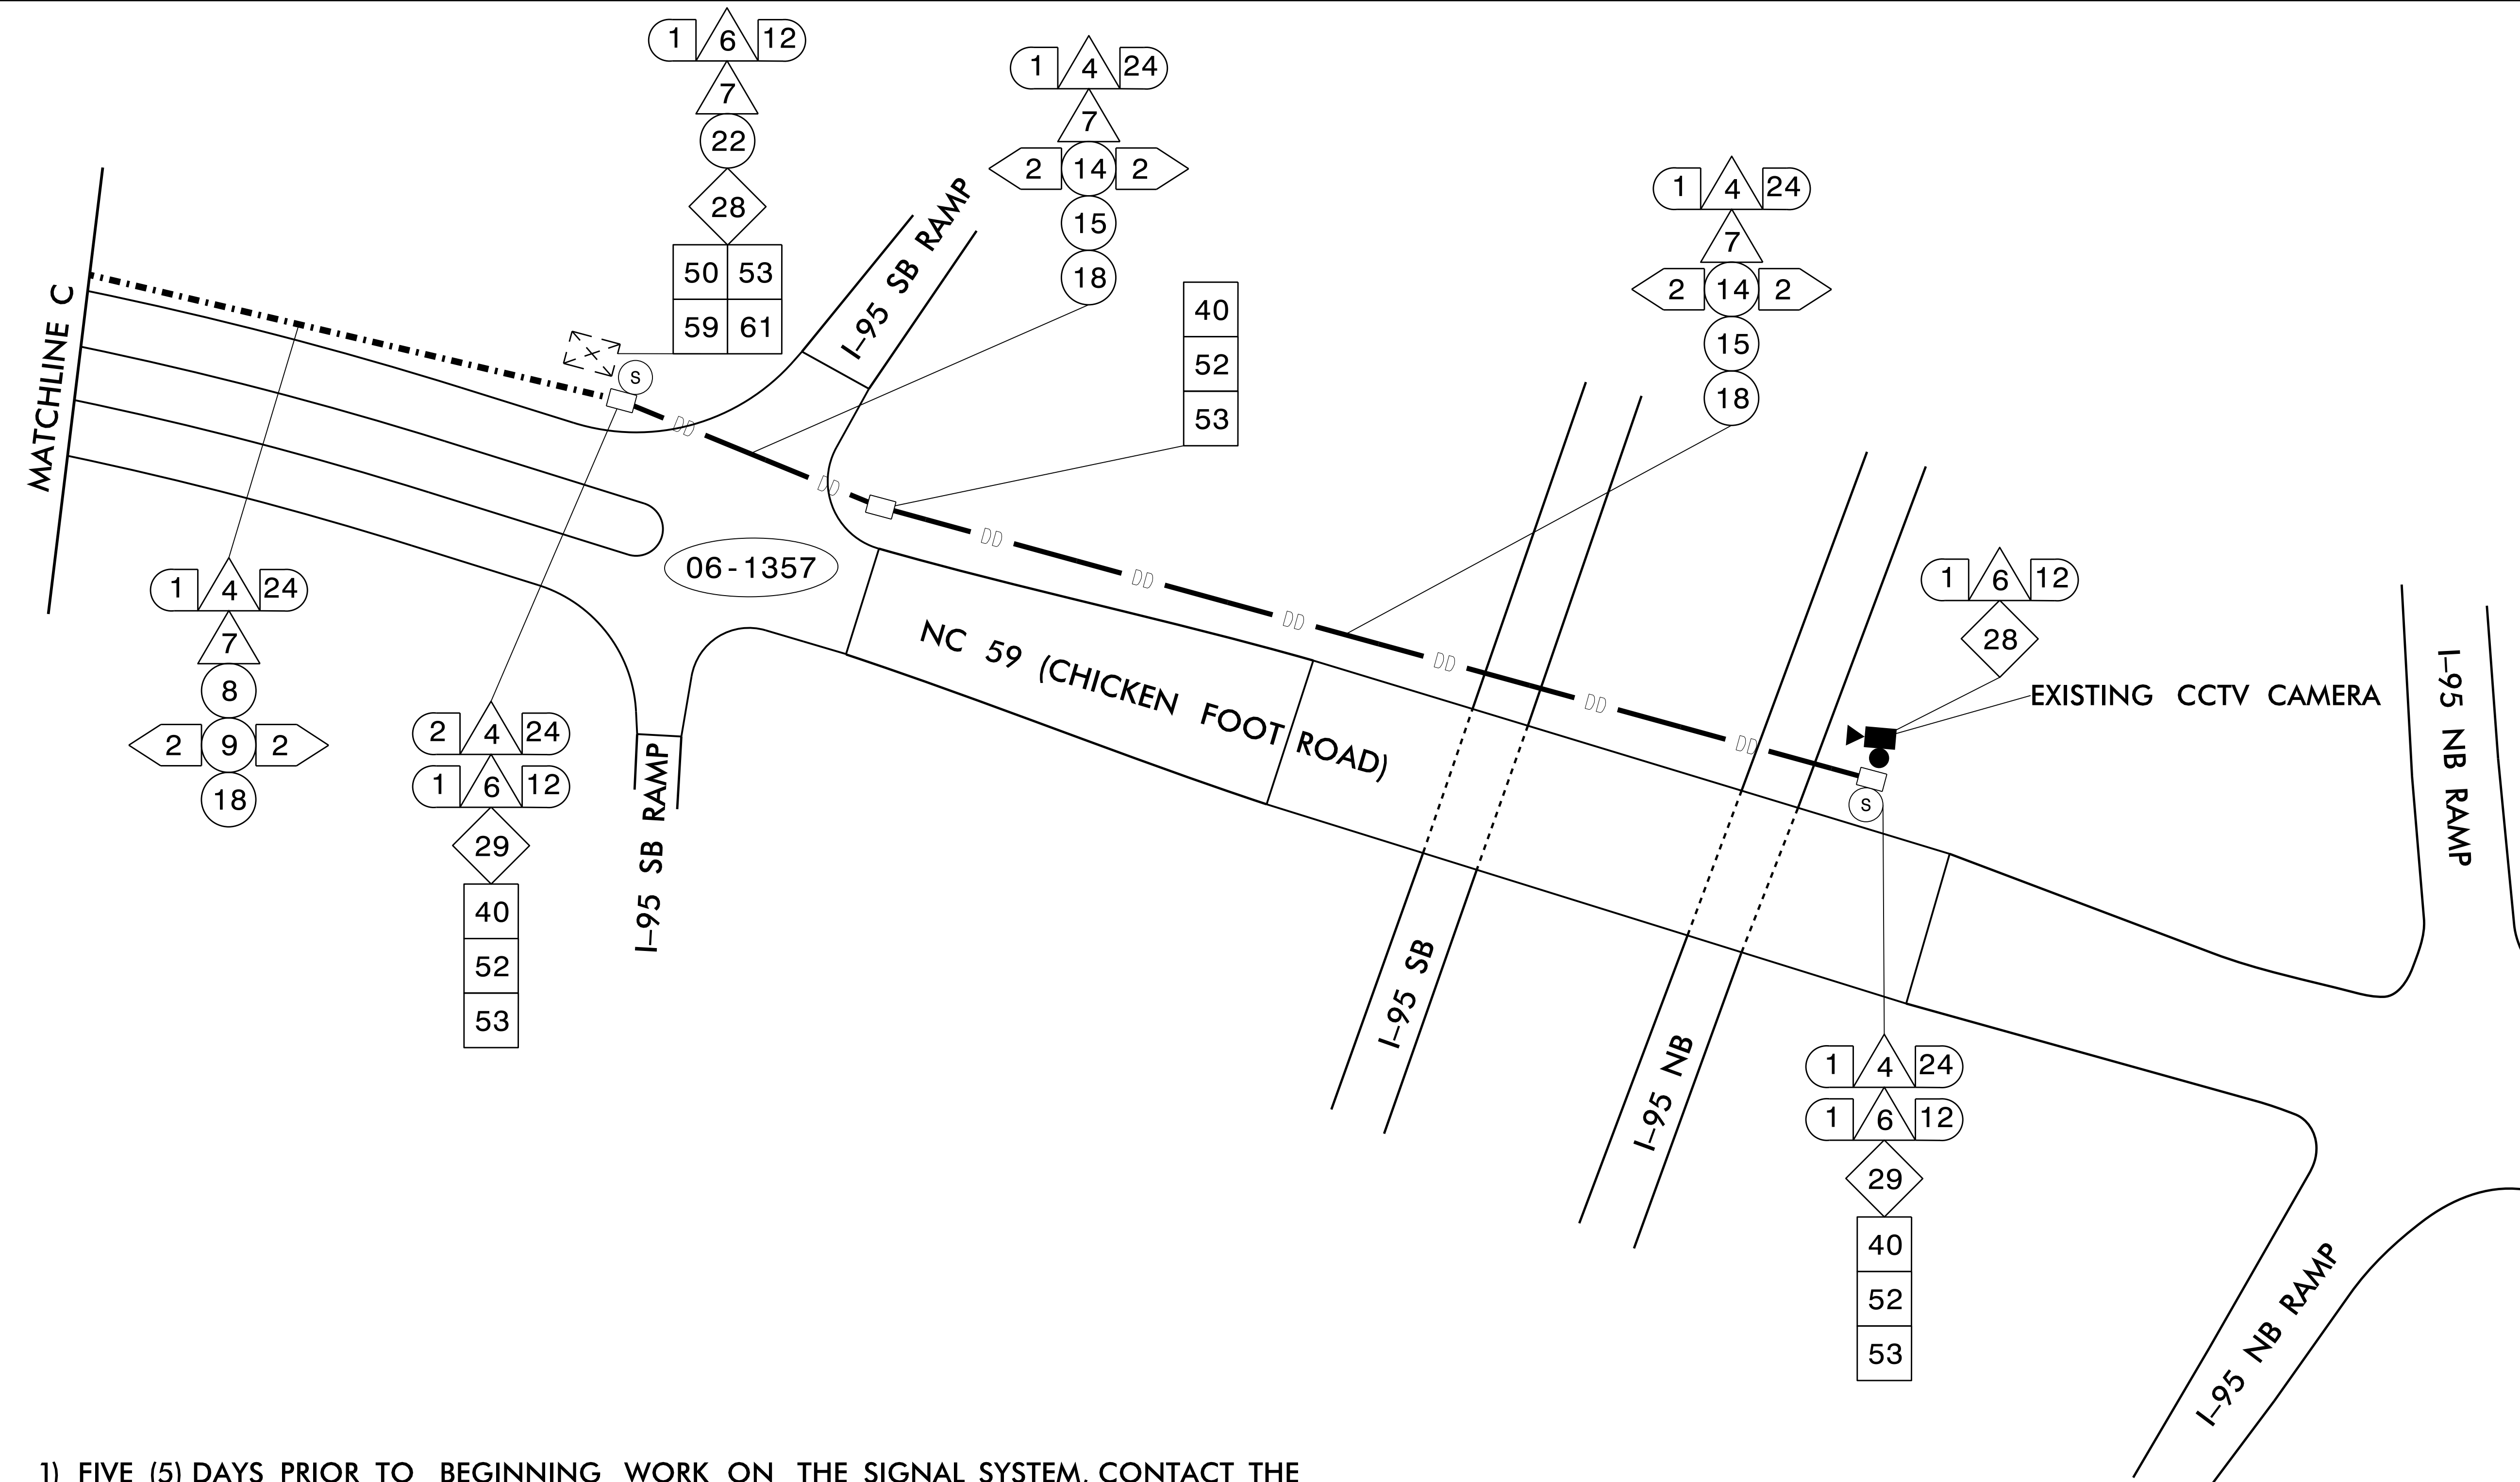 1 6 12
7
22
28
50 53
59 61
1 4 24
7
2 14 2
15
18
40
52
53
1 4 24
7
2 14 2
15
18
MATCHLINE C
I-95 SB RAMP
S
DD
DD
DD
DD
DD
DD
DD
DD
06-1357
NC 59 (CHICKEN FOOT ROAD)
1 4 24
7
8
2 9 2
18
2 4 24
1 6 12
29
40
52
53
I-95 SB RAMP
I-95 SB
I-95 NB
1 6 12
28
EXISTING CCTV CAMERA
S
I-95 NB RAMP
1 4 24
1 6 12
29
40
52
53
I-95 NB RAMP
1) FIVE (5) DAYS PRIOR TO BEGINNING WORK ON THE SIGNAL SYSTEM, CONTACT THE